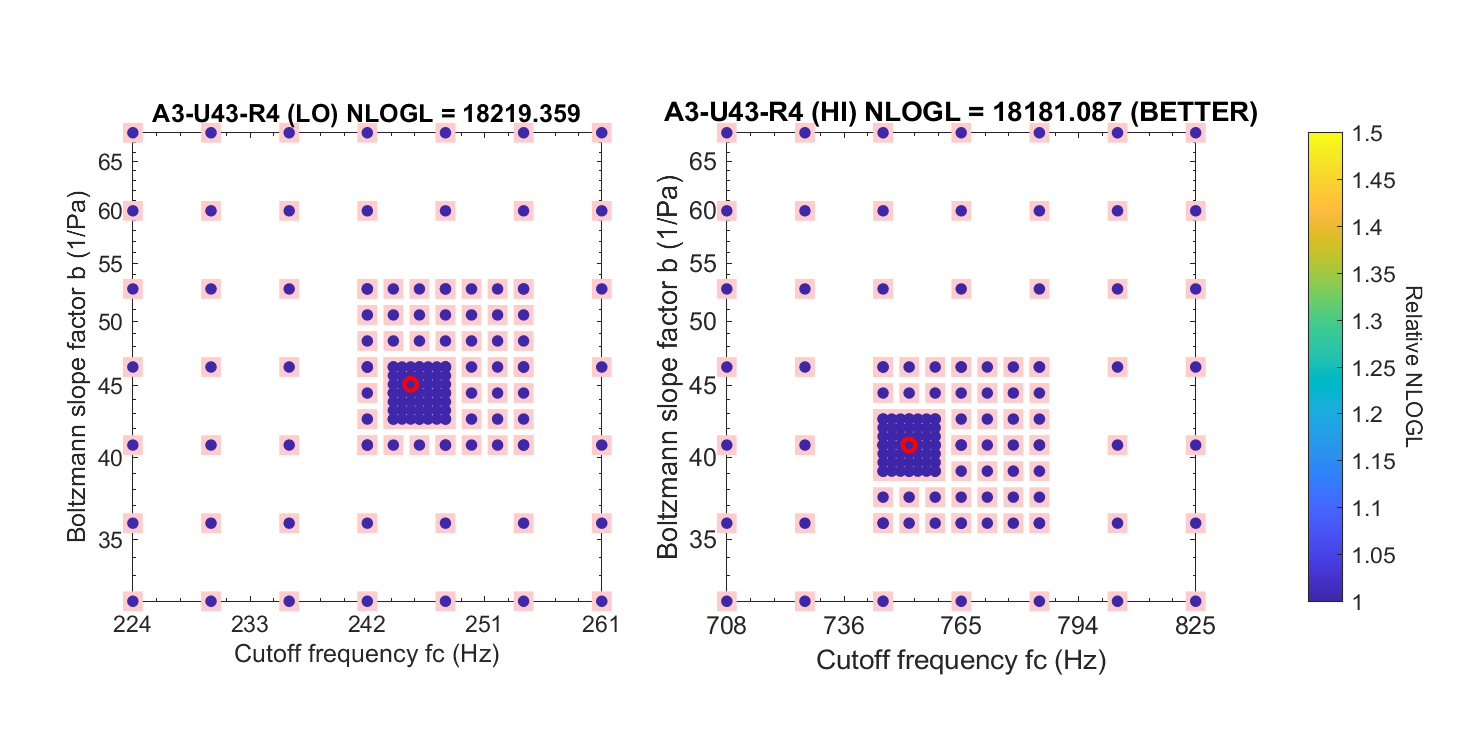 A3-U43-R4 (LO) NLOGL = 18219.359
65
60
55
50
45
40
35
Boltzmann slope factor b (1/Pa)
224 233 242 251 261
Cutoff frequency fc (Hz)
A3-U43-R4 (HI) NLOGL = 18181.087 (BETTER)
65
60
55
50
45
40
35
Boltzmann slope factor b (1/Pa)
708 736 765 794 825
Cutoff frequency fc (Hz)
1.5
1.45
1.4
1.35
1.3
1.25
1.2
1.15
1.1
1.05
1
Relative NLOGL